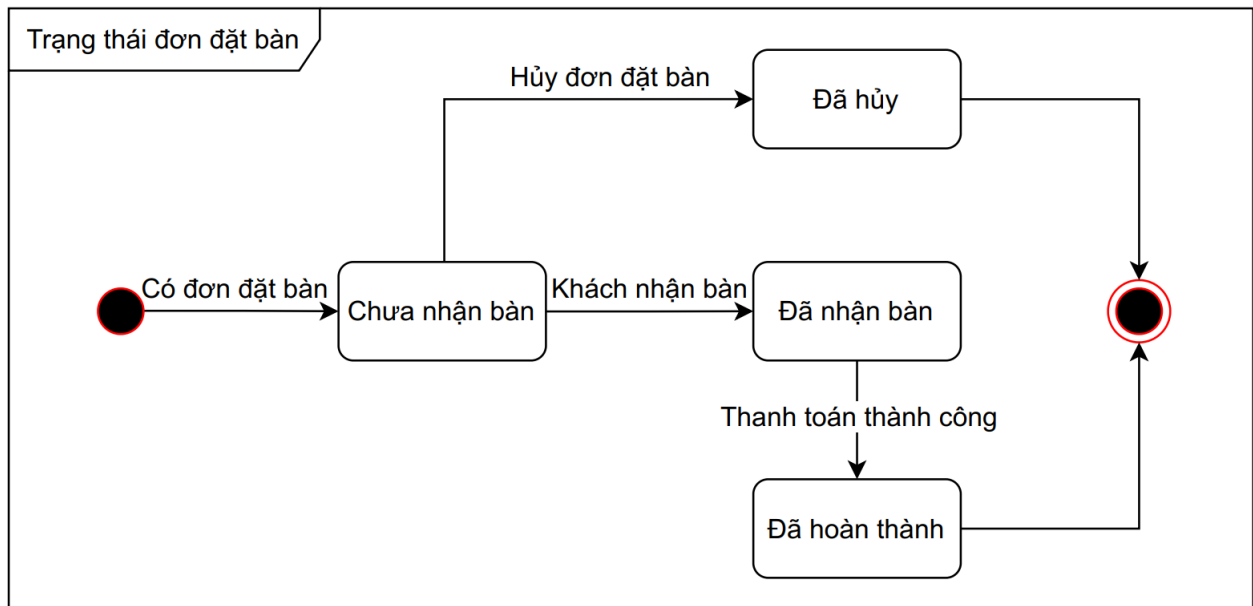 Trạng thái đơn đặt bàn
Hủy đơn đặt bàn
Đã hủy
Có đơn đặt bàn
Chưa nhận bàn
Khách nhận bàn
Đã nhận bàn
Thanh toán thành công
Đã hoàn thành